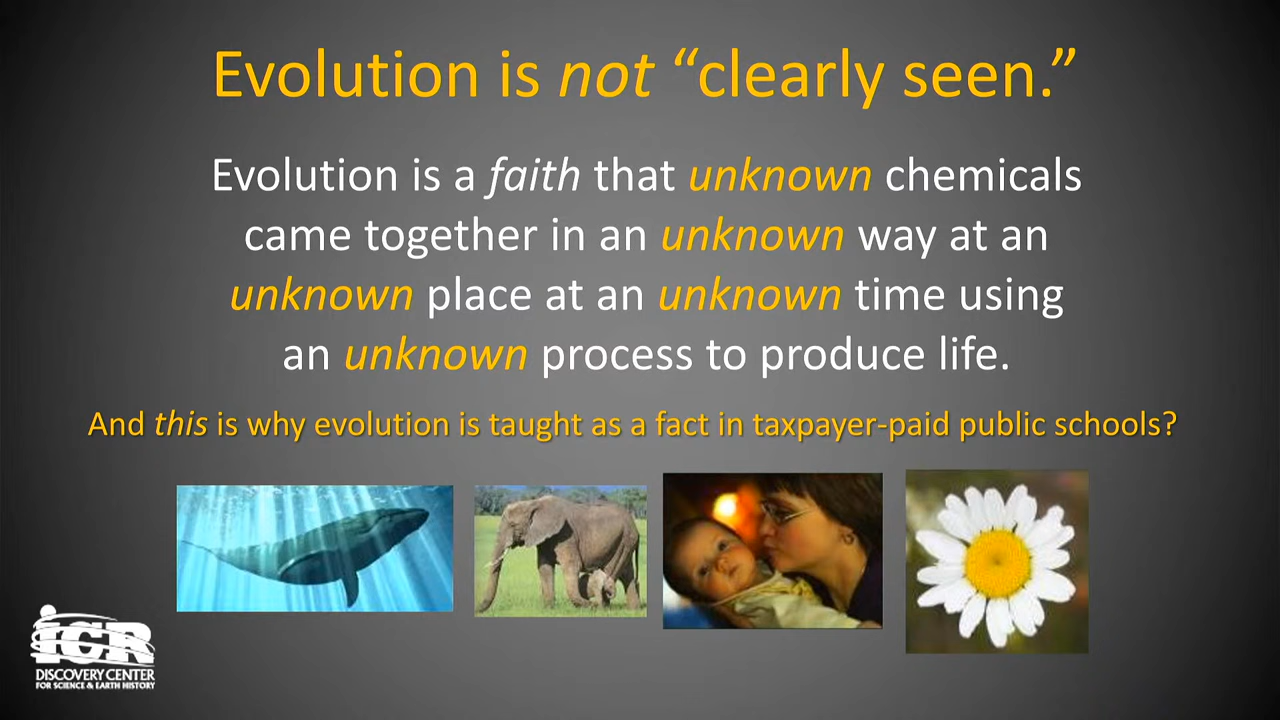 Evolution is not “clearly seen.”
Evolution is a faith that unknown chemicals
came together in an unknown way at an
unknown place at an unknown time using
an unknown process to produce life.
And this is why evolution is taught as a fact in taxpayer-paid public schools?
ICR
DISCOVERY CENTER
FOR SCIENCE & EARTH HISTORY